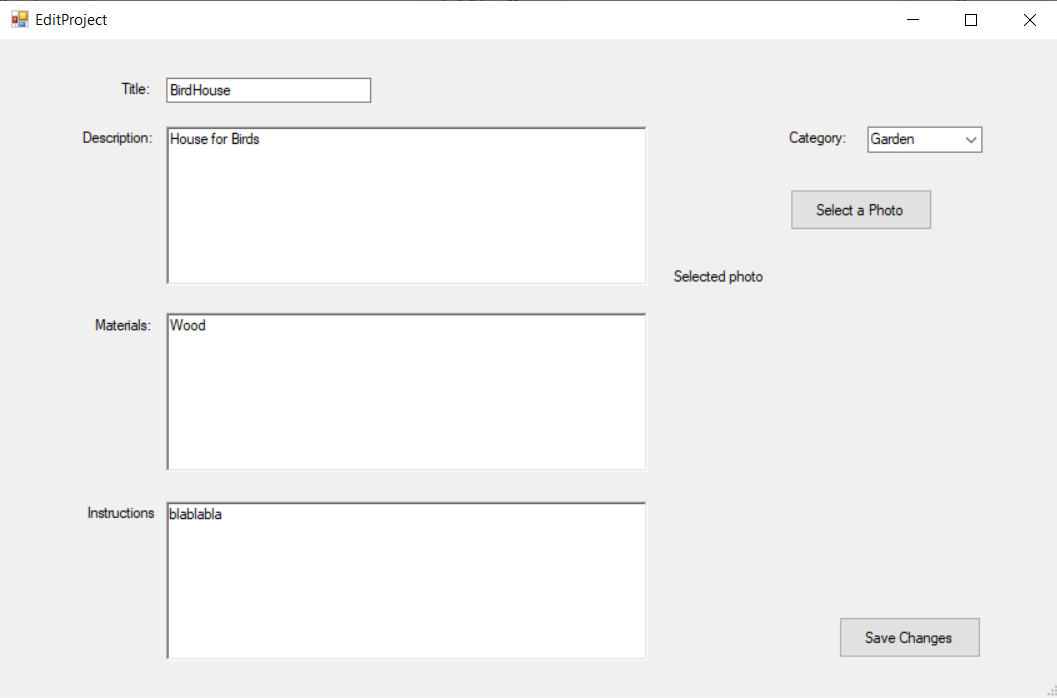 EditProject
Title: BirdHouse
Description: House for Birds
Category: Garden
Select a Photo
Selected photo
Materials: Wood
Instructions blablabla
Save Changes